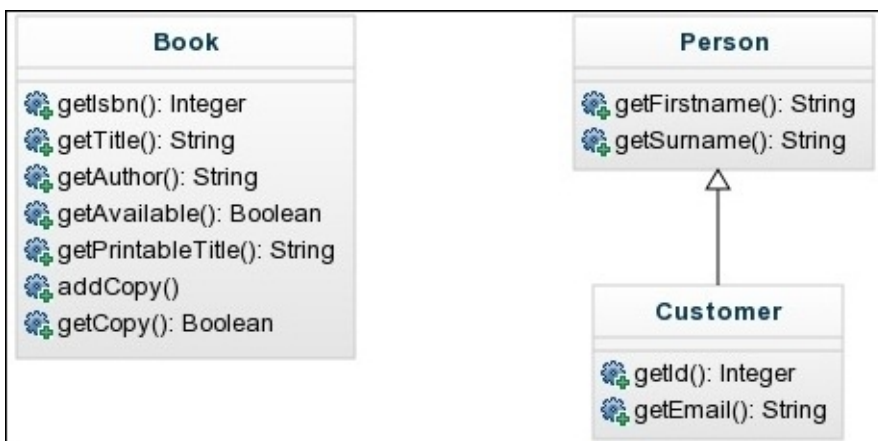 Book
getIsbn(): Integer
getTitle(): String
getAuthor(): String
getAvailable(): Boolean
getPrintableTitle(): String
addCopy()
getCopy(): Boolean
Person
getFirstname(): String
getSurname(): String
Customer
getId(): Integer
getEmail(): String